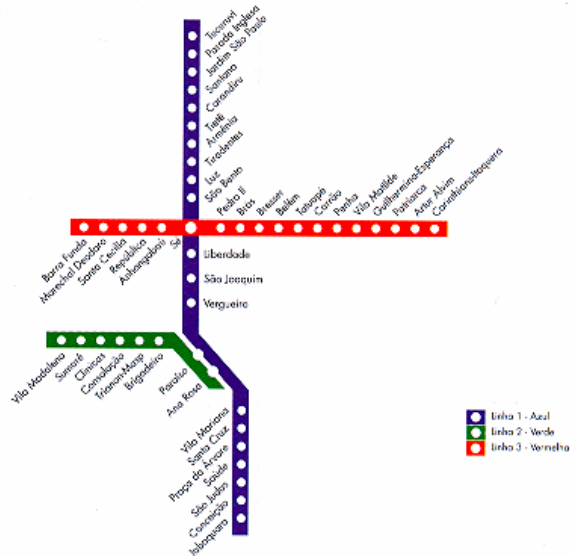 Tucuruvi
Parada Inglesa
Jardim São Paulo
Santana
Carandiru
Tietê
Armênia
Tiradentes
Luz
São Bento
Barra Funda
Marechal Deodoro
Santa Cecília
República
Anhangabaú
Sé
Pedro II
Bras
Bresser
Belém
Tatuapé
Carrão
Penha
Vila Matilde
Guilhermina-Esperança
Patriarca
Artur Alvim
Corinthians-Itaquera
Liberdade
São Joaquim
Vergueiro
Vila Madalena
Sumaré
Clínicas
Consolação
Trianon-Masp
Brigadeiro
Paraíso
Ana Rosa
Vila Mariana
Santa Cruz
Praça da Árvore
Saúde
São Judas
Conceição
Jabaquara
Linha 1 - Azul
Linha 2 - Verde
Linha 3 - Vermelha